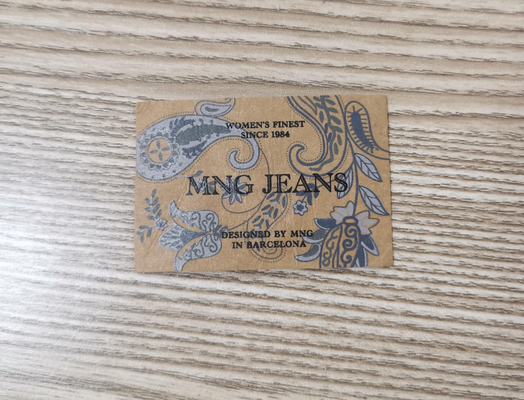 WOMEN'S FINEST
SINCE 1984
MNG JEANS
DESIGNED BY MNG
IN BARCELONA